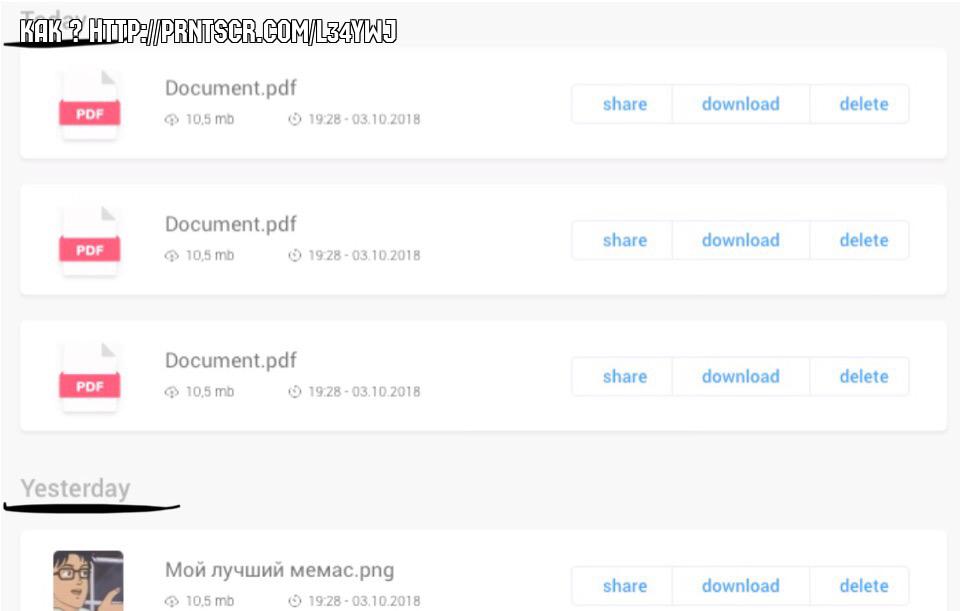 Today
КАК ? HTTP://PRNTSCR.COM/L34YWJ
Document.pdf
PDF
10,5 mb 19:28 - 03.10.2018
share download delete
Document.pdf
PDF
10,5 mb 19:28 - 03.10.2018
share download delete
Document.pdf
PDF
10,5 mb 19:28 - 03.10.2018
share download delete
Yesterday
Мой лучший мемас.png
10,5 mb 19:28 - 03.10.2018
share download delete